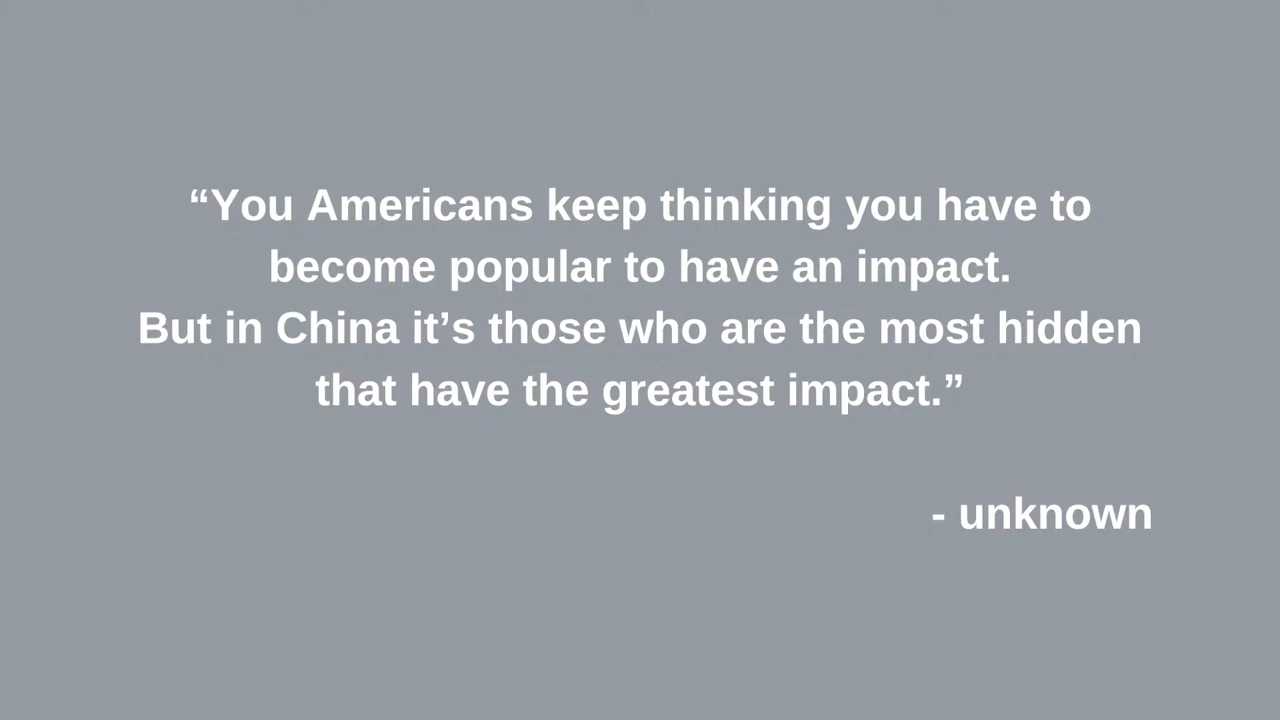 “You Americans keep thinking you have to
become popular to have an impact.
But in China it’s those who are the most hidden
that have the greatest impact.”
- unknown